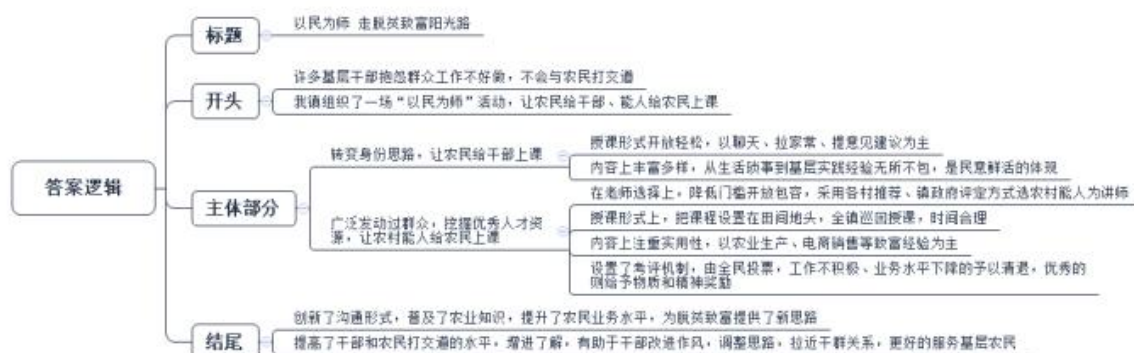 答案逻辑
标题
以民为师 走脱贫致富阳光路
开头
许多基层干部抱怨群众工作不好做，不会与农民打交道
我镇组织了一场“以民为师”活动，让农民给干部、能人给农民上课
主体部分
转变身份思路，让农民给干部上课
授课形式开放轻松，以聊天、拉家常、提意见建议为主
内容上丰富多样，从生活琐事到基层实践经验无所不包，是民意鲜活的体现
广泛发动过群众，挖掘优秀人才资
源，让农村能人给农民上课
在老师选择上，降低门槛开放包容，采用各村推荐、镇政府评定方式选农村能人为讲师
授课形式上，把课程设置在田间地头，全镇巡回授课，时间合理
内容上注重实用性，以农业生产、电商销售等致富经验为主
设置了考评机制，由全民投票，工作不积极、业务水平下降的予以清退，优秀的
则给予物质和精神奖励
结尾
创新了沟通形式，普及了农业知识，提升了农民业务水平，为脱贫致富提供了新思路
提高了干部和农民打交道的水平，增进了解，有助于干部改进作风，调整思路，拉近干群关系，更好的服务基层农民